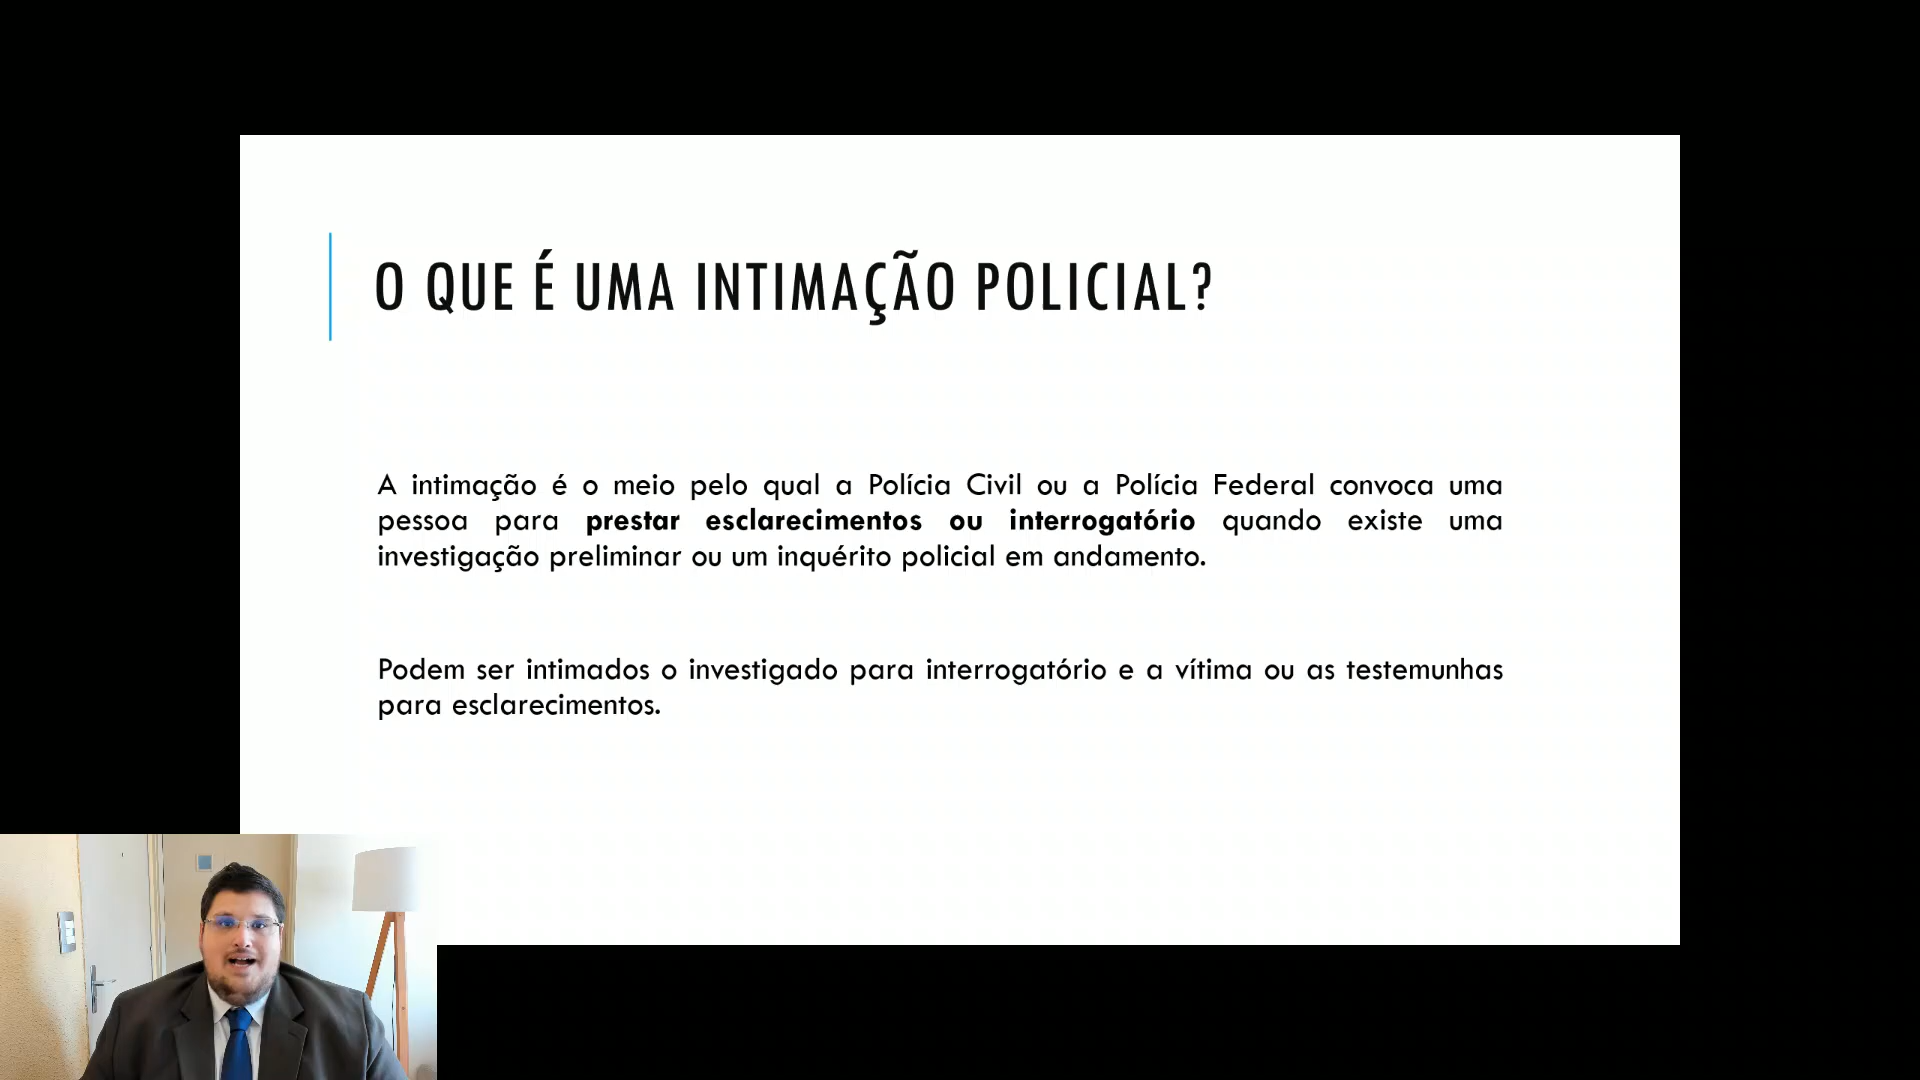 O QUE É UMA INTIMAÇÃO POLICIAL?
A intimação é o meio pelo qual a Polícia Civil ou a Polícia Federal convoca uma
pessoa para prestar esclarecimentos ou interrogatório quando existe uma
investigação preliminar ou um inquérito policial em andamento.
Podem ser intimados o investigado para interrogatório e a vítima ou as testemunhas
para esclarecimentos.